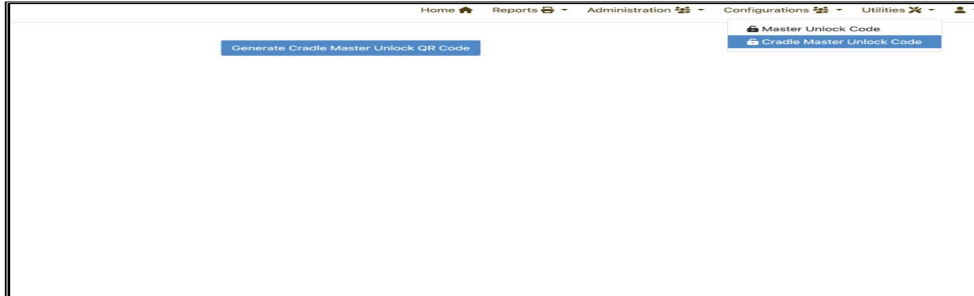 Home Reports Administration Configurations Utilities
Master Unlock Code
Cradle Master Unlock Code
Generate Cradle Master Unlock QR Code